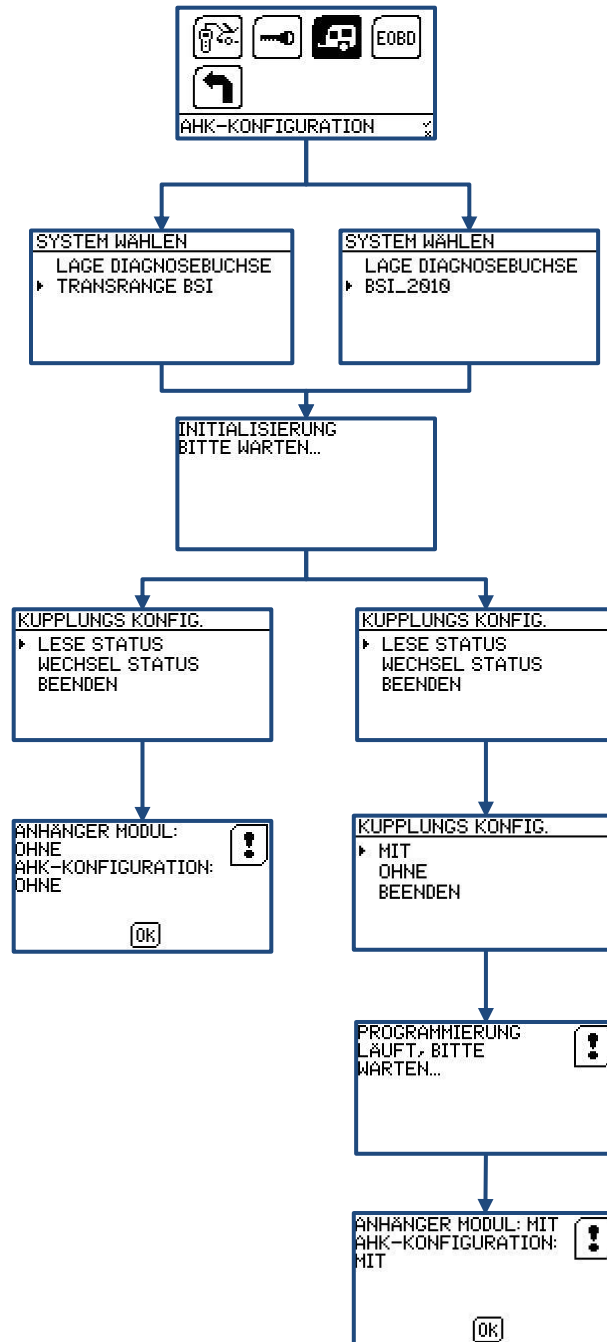 EOBD
AHK-KONFIGURATION
SYSTEM WÄHLEN
LAGE DIAGNOSEBUCHSE
TRANSRANGE BSI
SYSTEM WÄHLEN
LAGE DIAGNOSEBUCHSE
BSI_2010
INITIALISIERUNG
BITTE WARTEN...
KUPPLUNGS KONFIG.
LESE STATUS
WECHSEL STATUS
BEENDEN
KUPPLUNGS KONFIG.
LESE STATUS
WECHSEL STATUS
BEENDEN
ANHÄNGER MODUL:
OHNE
AHK-KONFIGURATION:
OHNE
OK
KUPPLUNGS KONFIG.
MIT
OHNE
BEENDEN
PROGRAMMIERUNG
LÄUFT, BITTE
WARTEN...
ANHÄNGER MODUL: MIT
AHK-KONFIGURATION:
MIT
OK